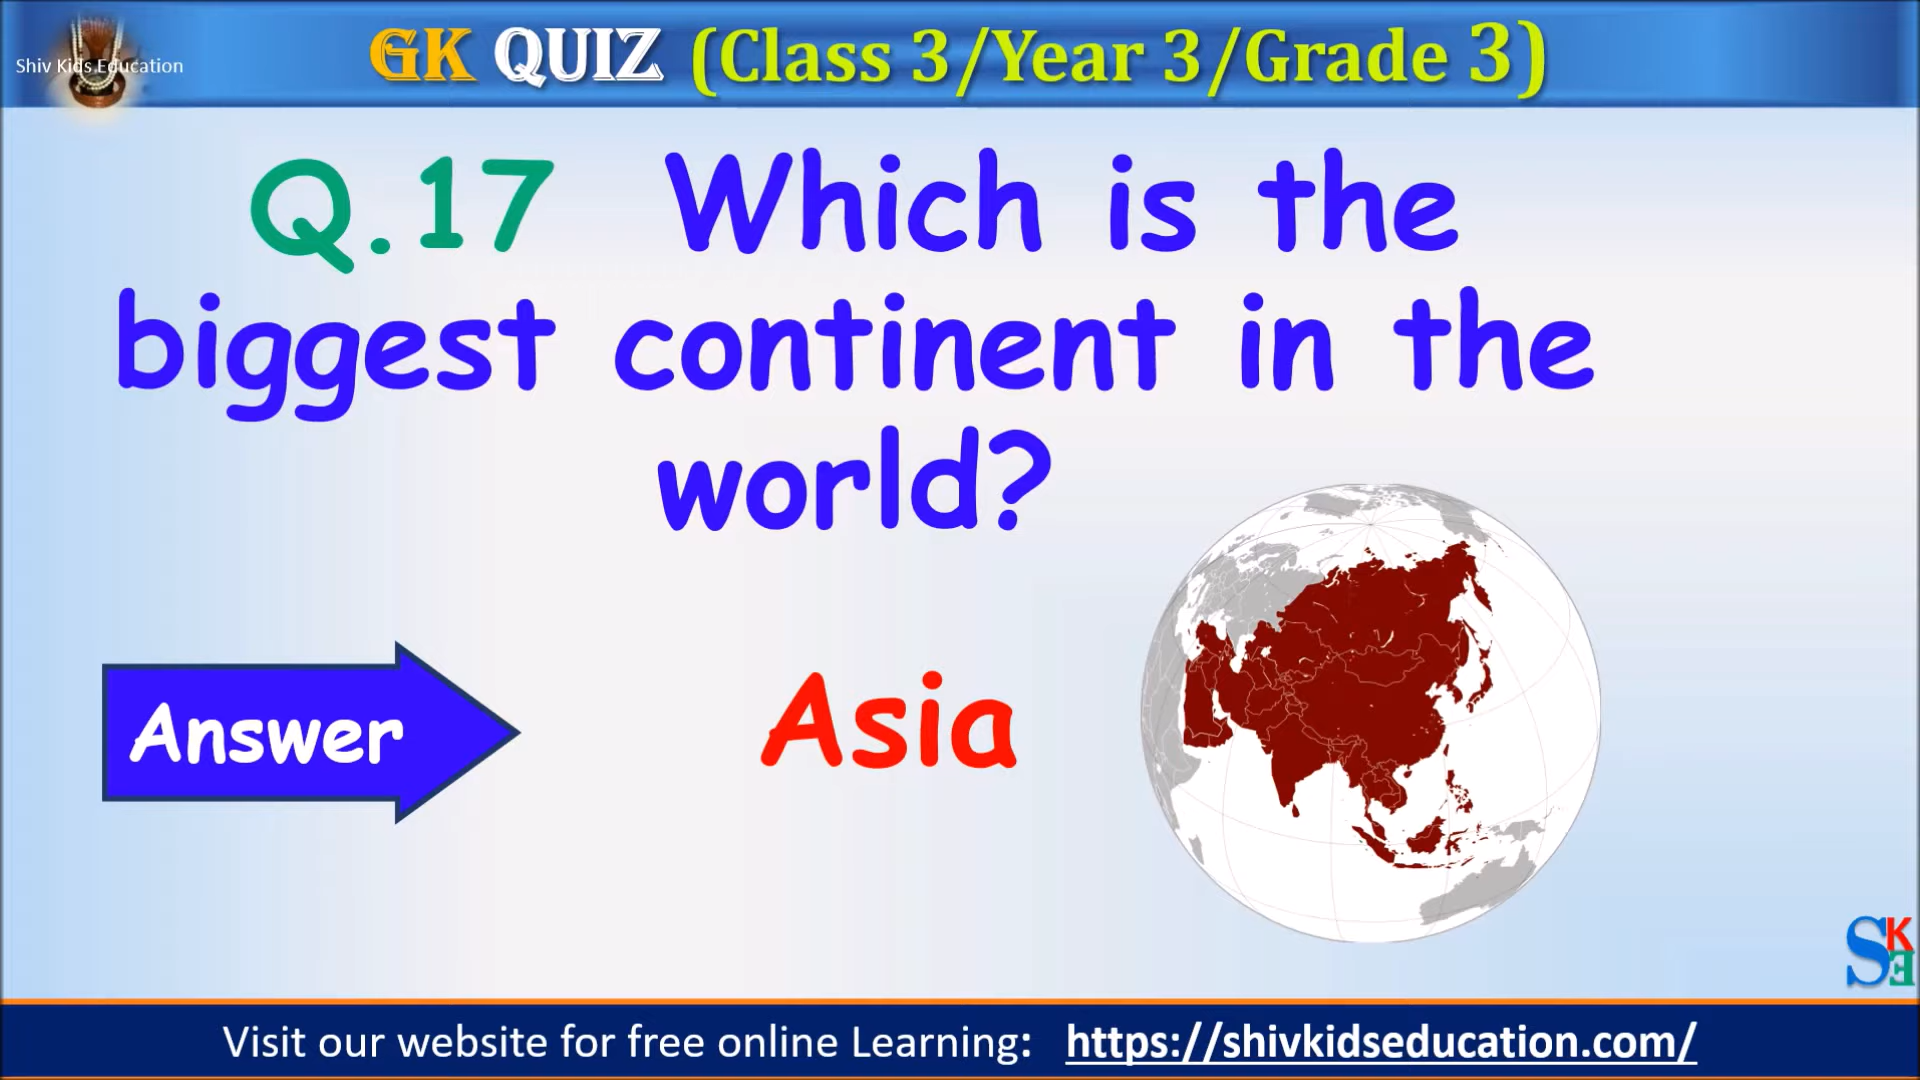 Shiv Kids Education
GK QUIZ (Class 3/Year 3/Grade 3)
Q.17 Which is the
biggest continent in the
world?
Answer
Asia
SKE
Visit our website for free online Learning: https://shivkidseducation.com/